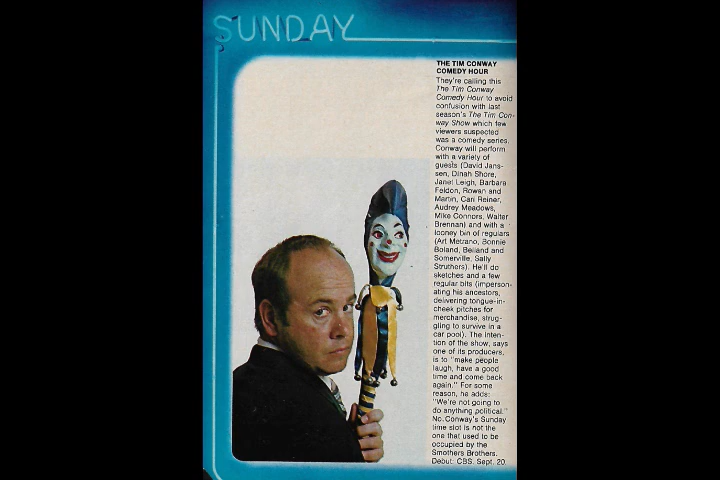 SUNDAY
THE TIM CONWAY
COMEDY HOUR
They're calling this
The Tim Conway
Comedy Hour to avoid
confusion with last
season's The Tim Con-
way Show which few
viewers suspected
was a comedy series.
Conway will perform
with a variety of
guests (David Jans-
sen, Dinah Shore,
Janet Leigh, Barbara
Feldon, Rowan and
Martin, Carl Reiner,
Audrey Meadows,
Mike Connors, Walter
Brennan) and with a
looney bin of regulars
(Art Metrano, Bonnie
Boland, Belland and
Somerville, Sally
Struthers). He'll do
sketches and a few
regular bits (imperson-
ating his ancestors,
delivering tongue-in-
cheek pitches for
merchandise, strug-
gling to survive in a
car pool). The inten-
tion of the show, says
one of its producers,
is to "make people
laugh, have a good
time and come back
again." For some
reason, he adds:
"We're not going to
do anything political."
No. Conway's Sunday
time slot is not the
one that used to be
occupied by the
Smothers Brothers.
Debut: CBS. Sept. 20.